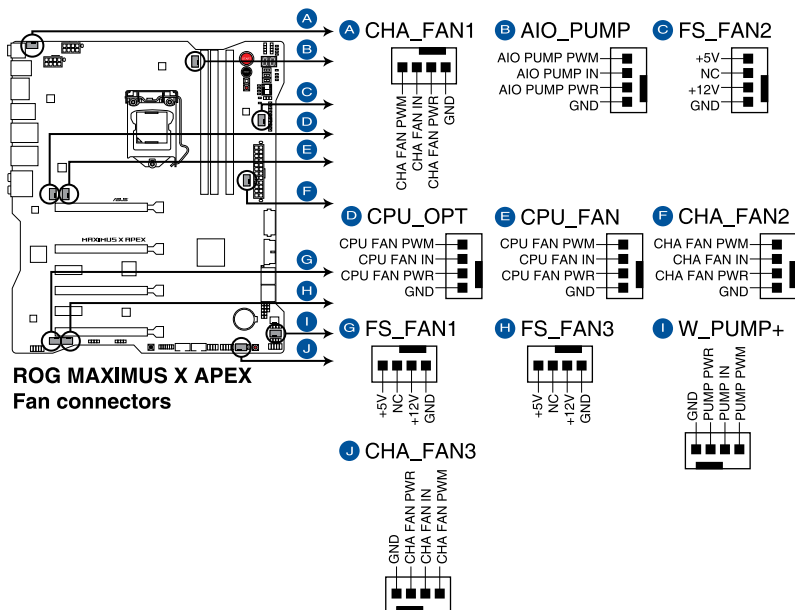 A
B
C
D
E
F
G
H
I
J
ASUS
MAXIMUS X APEX
ROG MAXIMUS X APEX
Fan connectors
A CHA_FAN1
CHA FAN PWM
CHA FAN IN
CHA FAN PWR
GND
B AIO_PUMP
AIO PUMP PWM
AIO PUMP IN
AIO PUMP PWR
GND
C FS_FAN2
+5V
NC
+12V
GND
D CPU_OPT
CPU FAN PWM
CPU FAN IN
CPU FAN PWR
GND
E CPU_FAN
CPU FAN PWM
CPU FAN IN
CPU FAN PWR
GND
F CHA_FAN2
CHA FAN PWM
CHA FAN IN
CHA FAN PWR
GND
G FS_FAN1
+5V
NC
+12V
GND
H FS_FAN3
+5V
NC
+12V
GND
I W_PUMP+
GND
PUMP PWR
PUMP IN
PUMP PWM
J CHA_FAN3
GND
CHA FAN PWR
CHA FAN IN
CHA FAN PWM